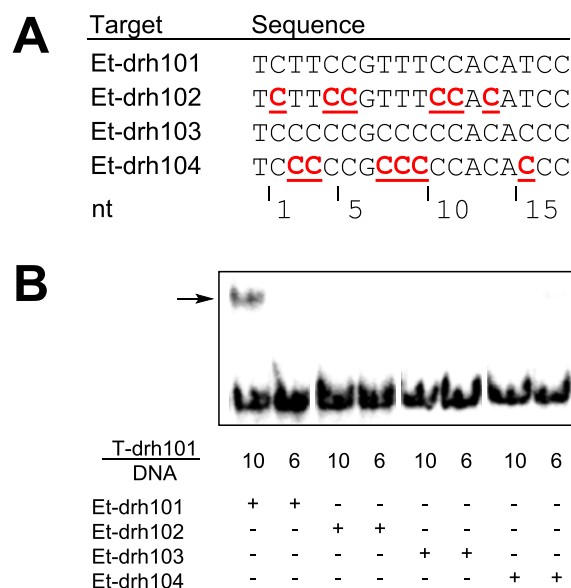 A
Target Sequence
Et-drh101 TCTTCCGTTTCCACATCC
Et-drh102 TCTTCCGTTTCCACATCC
Et-drh103 TCCCCCGCCCCCACACCC
Et-drh104 TCCCCCGCCCCCACACCC
nt 1 5 10 15
B
T-drh101
DNA
10 6 10 6 10 6 10 6
Et-drh101 + + - - - - - -
Et-drh102 - - + + - - - -
Et-drh103 - - - - + + - -
Et-drh104 - - - - - - + +